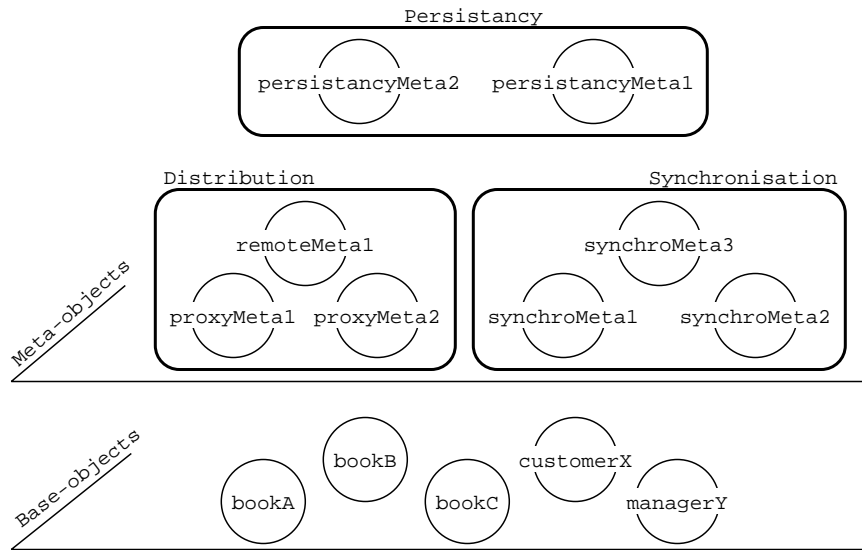 Persistancy
persistancyMeta2 persistancyMeta1
Distribution Synchronisation
remoteMeta1 synchroMeta3
proxyMeta1 proxyMeta2 synchroMeta1 synchroMeta2
Meta-objects
bookB customerX
bookA bookC managerY
Base-objects